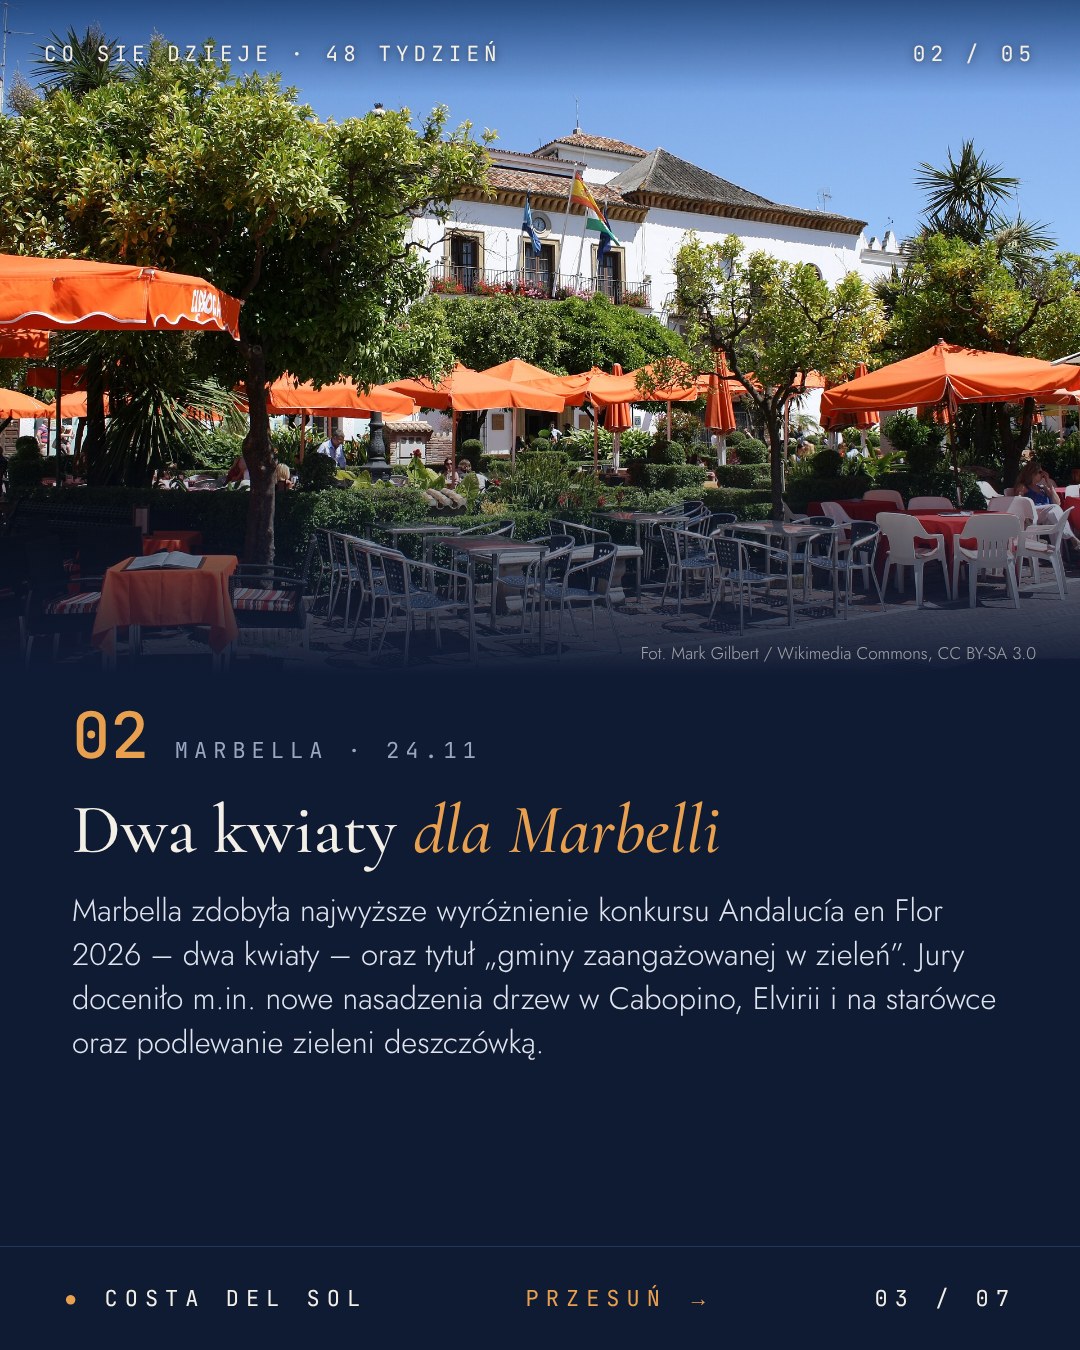 CO SIĘ DZIEJE · 48 TYDZIEŃ
02 / 05
Fot. Mark Gilbert / Wikimedia Commons, CC BY-SA 3.0
02 MARBELLA · 24.11
Dwa kwiaty dla Marbelli
Marbella zdobyła najwyższe wyróżnienie konkursu Andalucía en Flor
2026 – dwa kwiaty – oraz tytuł „gminy zaangażowanej w zieleń”. Jury
doceniło m.in. nowe nasadzenia drzew w Cabopino, Elvirii i na starówce
oraz podlewanie zieleni deszczówką.
• COSTA DEL SOL
PRZESUŃ →
03 / 07